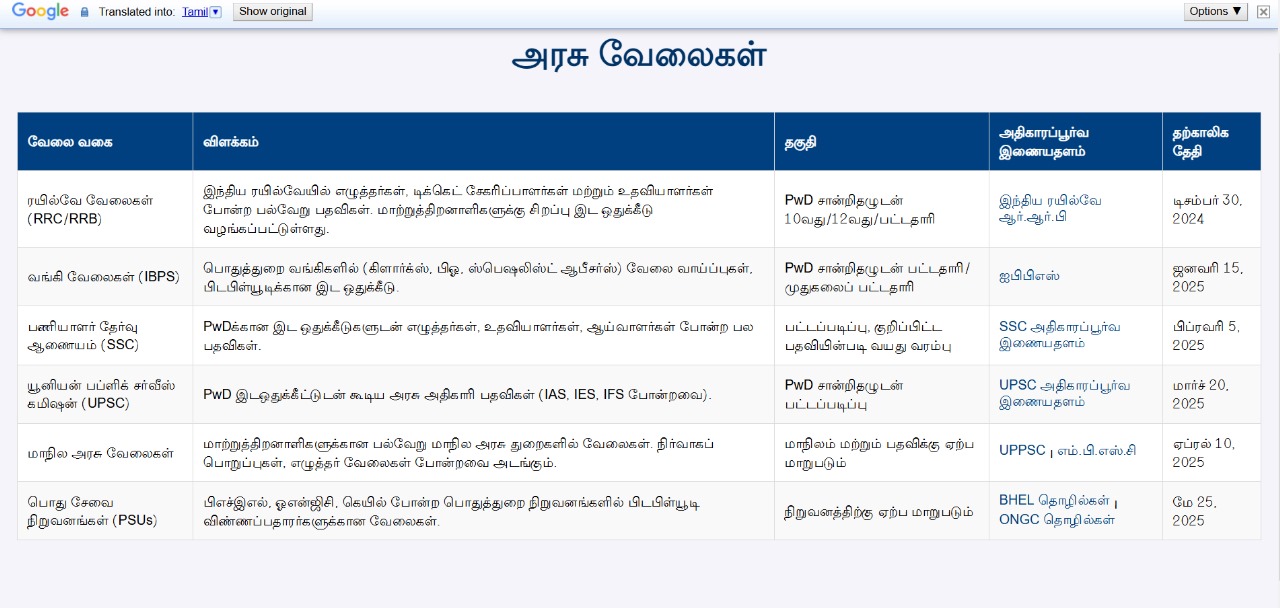 Google Translated into: Tamil▼ Show original Options ▼
அரசு வேலைகள்
வேலை வகை
விளக்கம்
தகுதி
அதிகாரப்பூர்வ
இணையதளம்
தற்காலிக
தேதி
ரயில்வே வேலைகள்
(RRC/RRB)
இந்திய ரயில்வேயில் எழுத்தர்கள், டிக்கெட் சேகரிப்பாளர்கள் மற்றும் உதவியாளர்கள்
போன்ற பல்வேறு பதவிகள். மாற்றுத்திறனாளிகளுக்கு சிறப்பு இட ஒதுக்கீடு
வழங்கப்பட்டுள்ளது.
PwD சான்றிதழுடன்
10வது/12வது/பட்டதாரி
இந்திய ரயில்வே
ஆர்.ஆர்.பி
டிசம்பர் 30,
2024
வங்கி வேலைகள் (IBPS)
பொதுத்துறை வங்கிகளில் (கிளார்க்ஸ், பிஓ, ஸ்பெஷலிஸ்ட் ஆபீசர்ஸ்) வேலை வாய்ப்புகள்,
பிடபிள்யூடிக்கான இட ஒதுக்கீடு.
PwD சான்றிதழுடன் பட்டதாரி/
முதுகலைப் பட்டதாரி
ஐபிபிஎஸ்
ஜனவரி 15,
2025
பணியாளர் தேர்வு
ஆணையம் (SSC)
PwDக்கான இட ஒதுக்கீடுகளுடன் எழுத்தர்கள், உதவியாளர்கள், ஆய்வாளர்கள் போன்ற பல
பதவிகள்.
பட்டப்படிப்பு, குறிப்பிட்ட
பதவியின்படி வயது வரம்பு
SSC அதிகாரப்பூர்வ
இணையதளம்
பிப்ரவரி 5,
2025
யூனியன் பப்ளிக் சர்வீஸ்
கமிஷன் (UPSC)
PwD இடஒதுக்கீட்டுடன் கூடிய அரசு அதிகாரி பதவிகள் (IAS, IES, IFS போன்றவை).
PwD சான்றிதழுடன்
பட்டப்படிப்பு
UPSC அதிகாரப்பூர்வ
இணையதளம்
மார்ச் 20,
2025
மாநில அரசு வேலைகள்
மாற்றுத்திறனாளிகளுக்கான பல்வேறு மாநில அரசு துறைகளில் வேலைகள். நிர்வாகப்
பொறுப்புகள், எழுத்தர் வேலைகள் போன்றவை அடங்கும்.
மாநிலம் மற்றும் பதவிக்கு ஏற்ப
மாறுபடும்
UPPSC | எம்.பி.எஸ்.சி
ஏப்ரல் 10,
2025
பொது சேவை
நிறுவனங்கள் (PSUs)
பிஎச்இஎல், ஓஎன்ஜிசி, கெயில் போன்ற பொதுத்துறை நிறுவனங்களில் பிடபிள்யூடி
விண்ணப்பதாரர்களுக்கான வேலைகள்.
நிறுவனத்திற்கு ஏற்ப மாறுபடும்
BHEL தொழில்கள் |
ONGC தொழில்கள்
மே 25,
2025